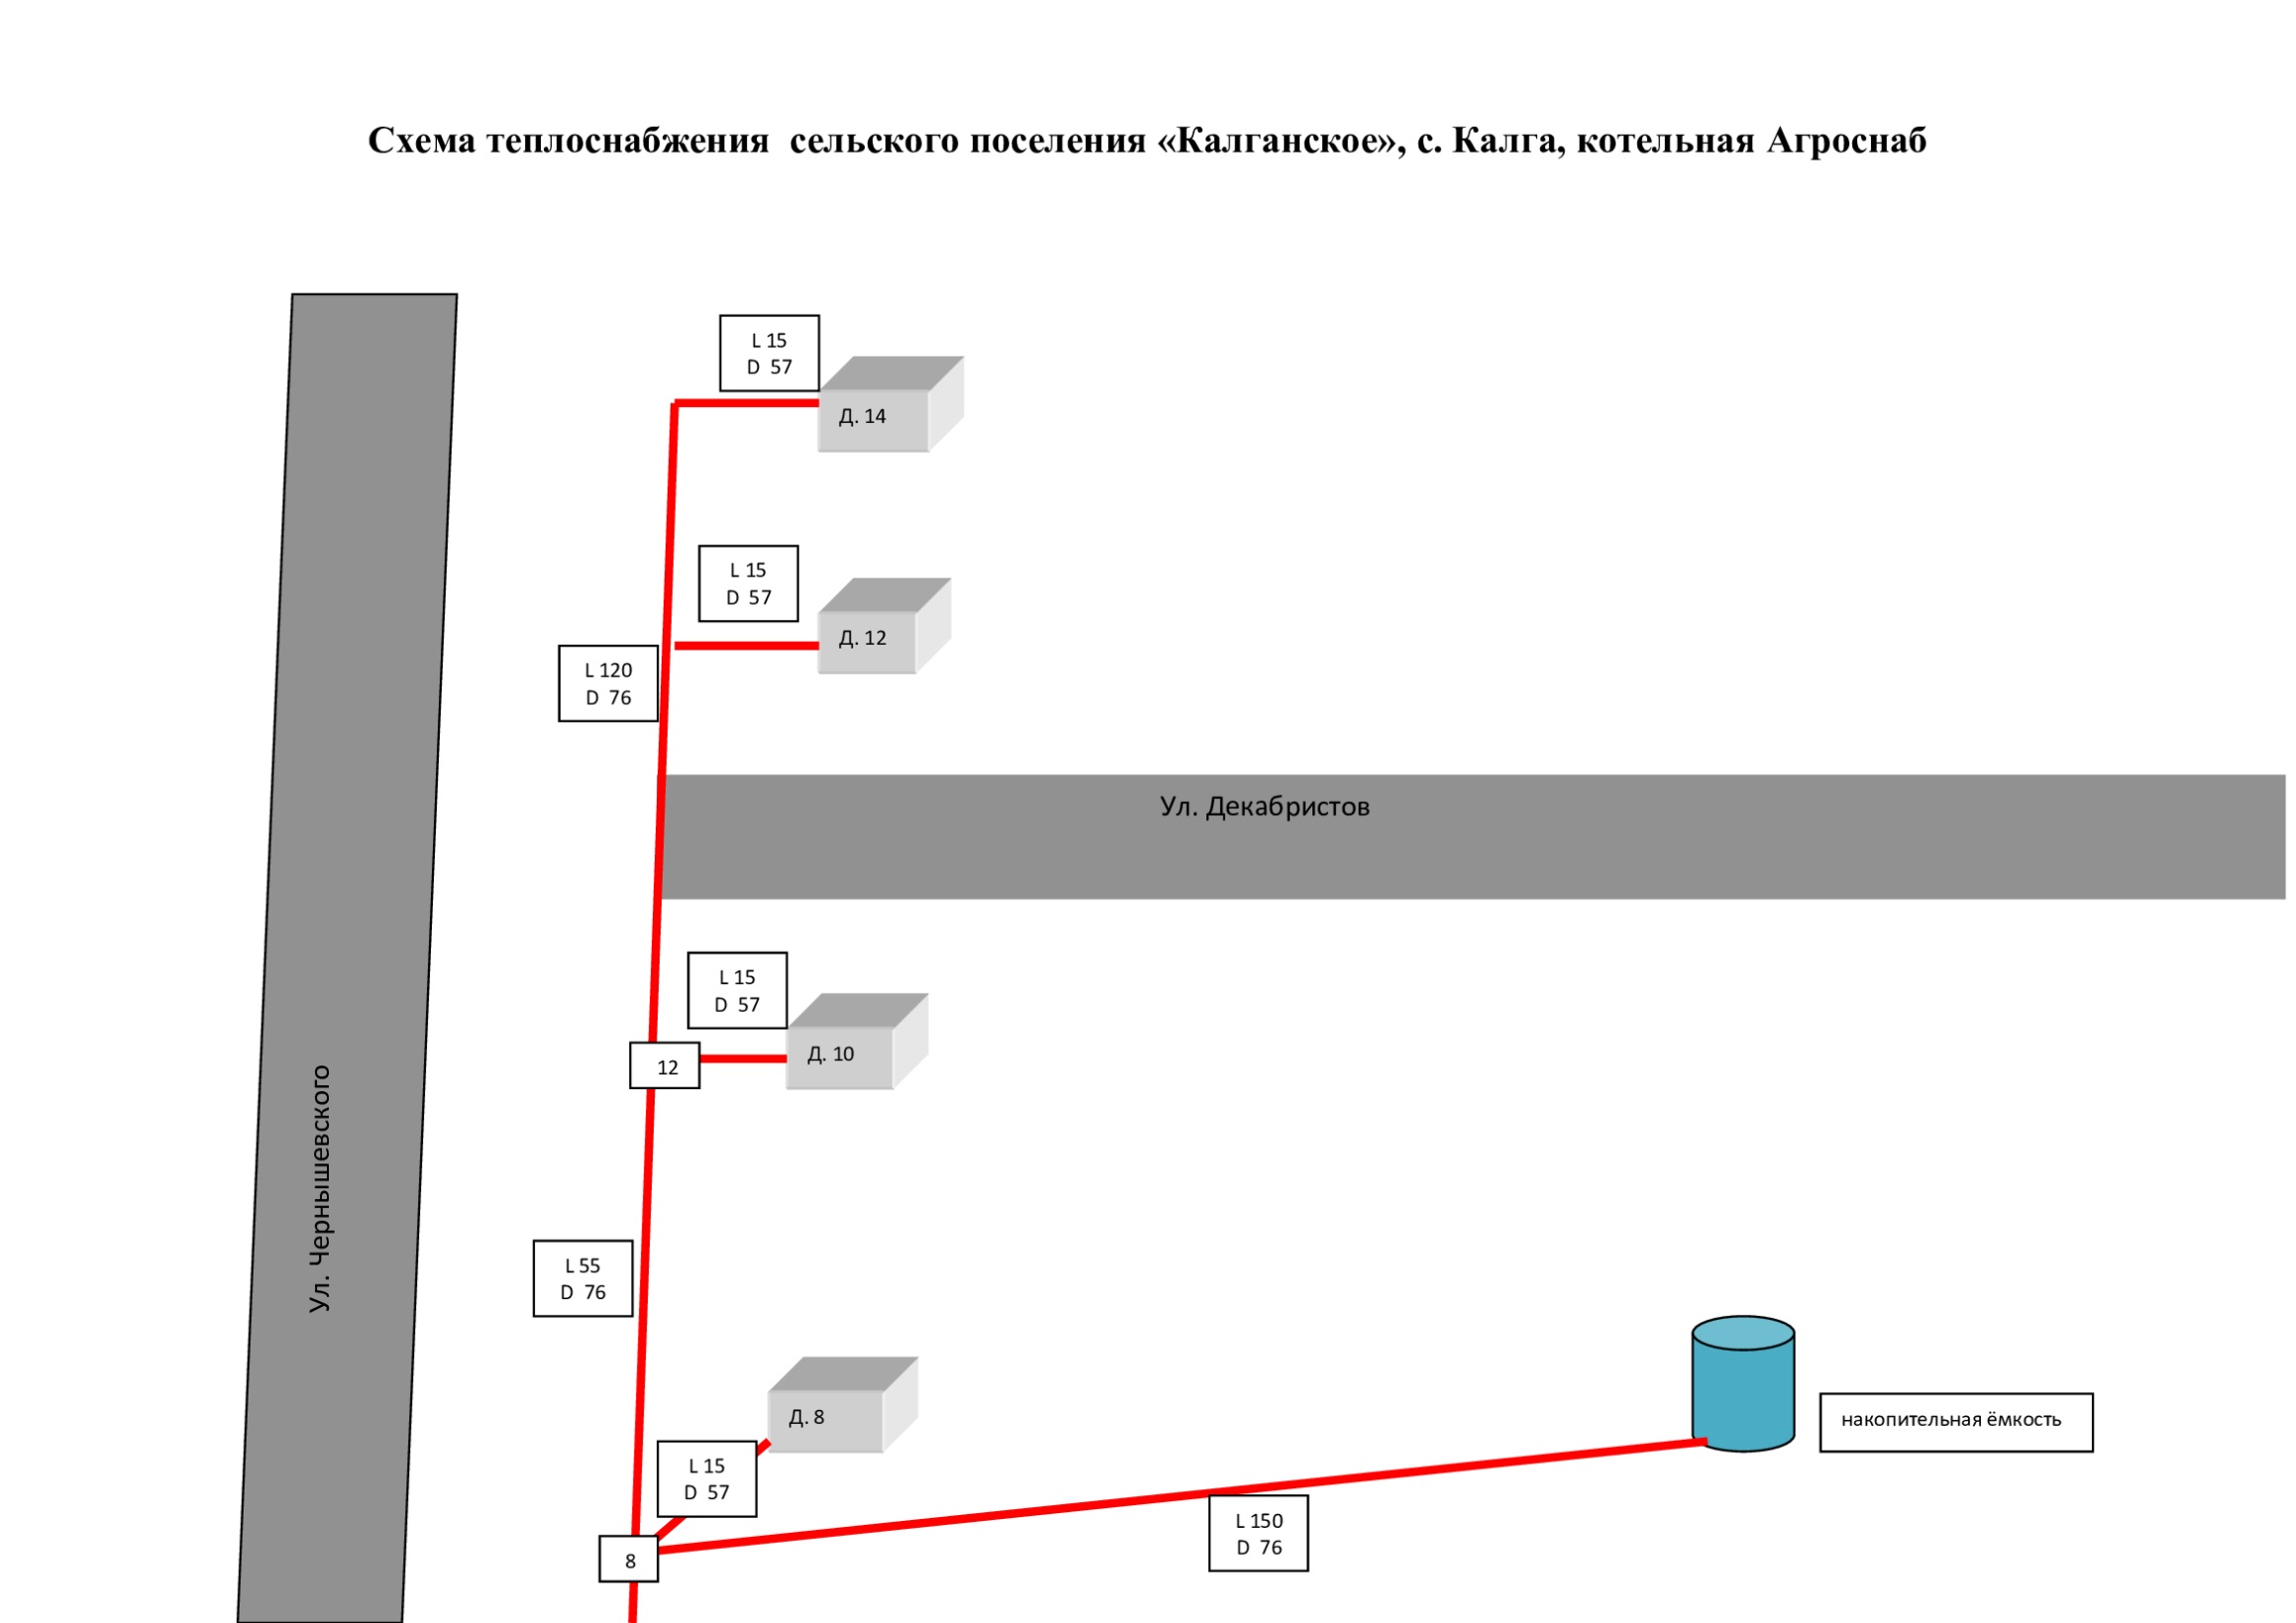 Схема теплоснабжения  сельского поселения «Калганское», с. Калга, котельная Агроснаб
L 15
D  57
Д. 14
L 15
D  57
Д. 12
L 120
D  76
Ул. Декабристов
L 15
D  57
Д. 10
12
Ул. Чернышевского
L 55
D  76
Д. 8
накопительная ёмкость
L 15
D  57
L 150
D  76
8